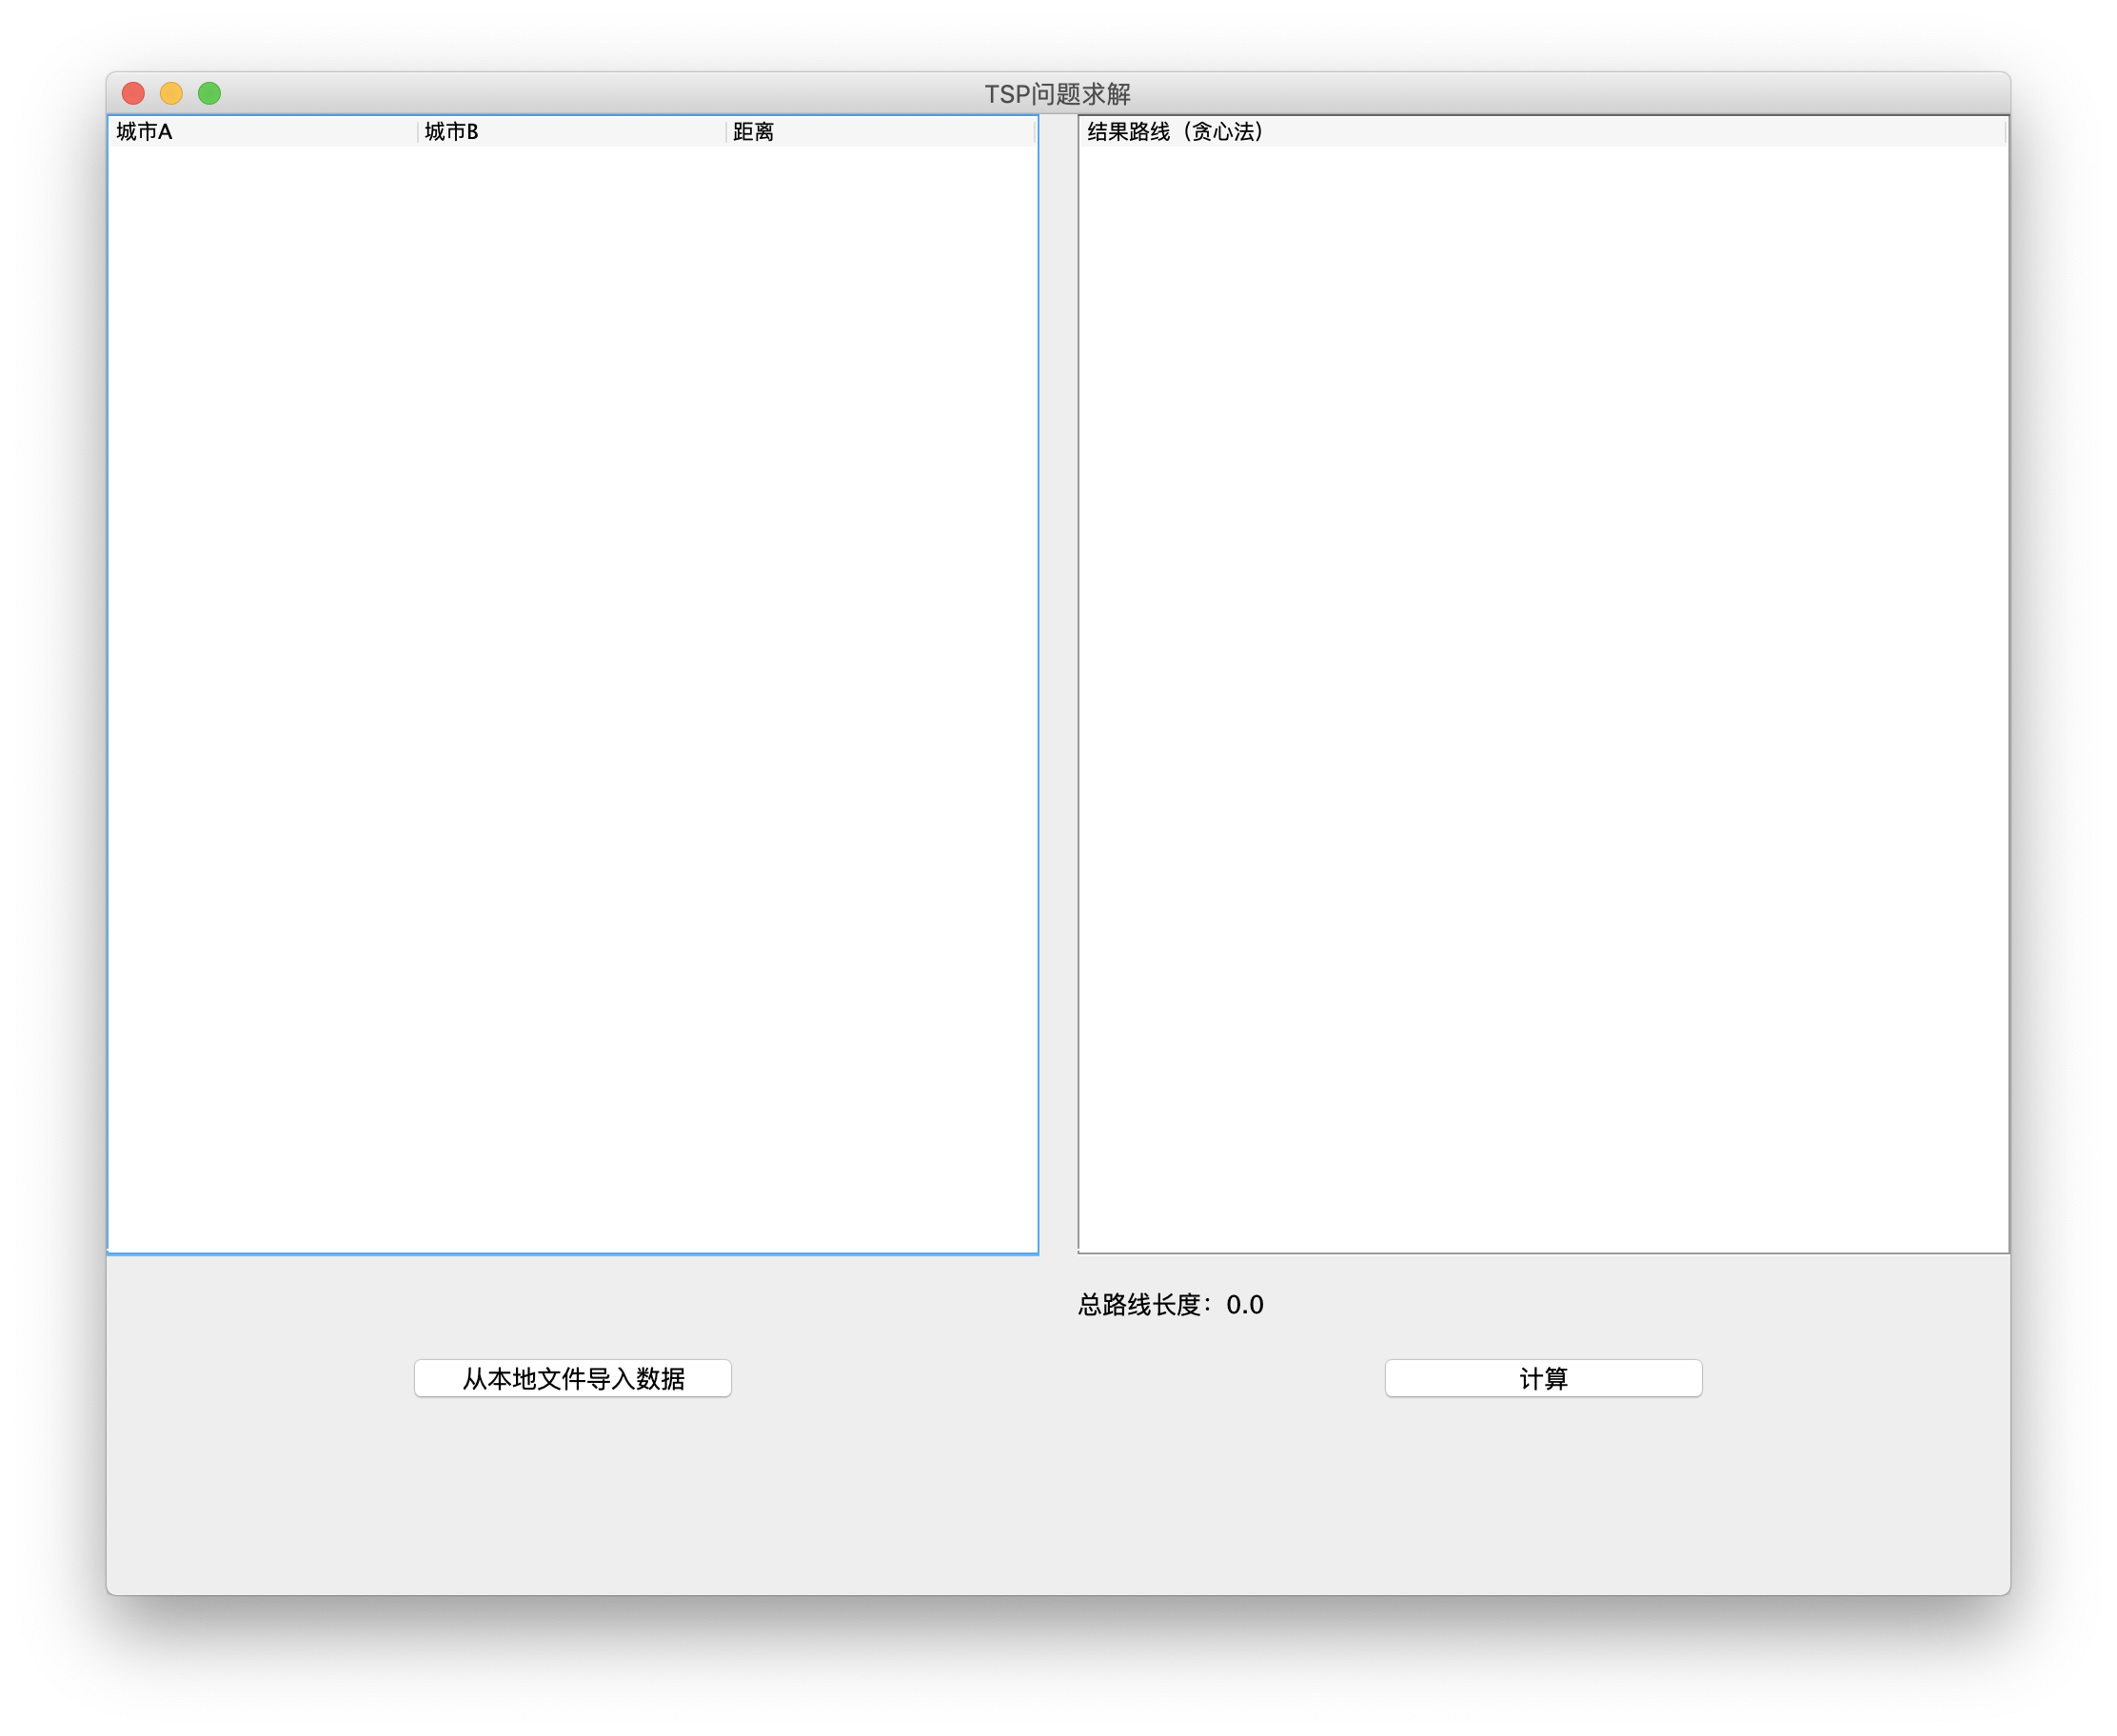 TSP问题求解
城市A 城市B 距离
结果路线（贪心法）
总路线长度：0.0
从本地文件导入数据
计算